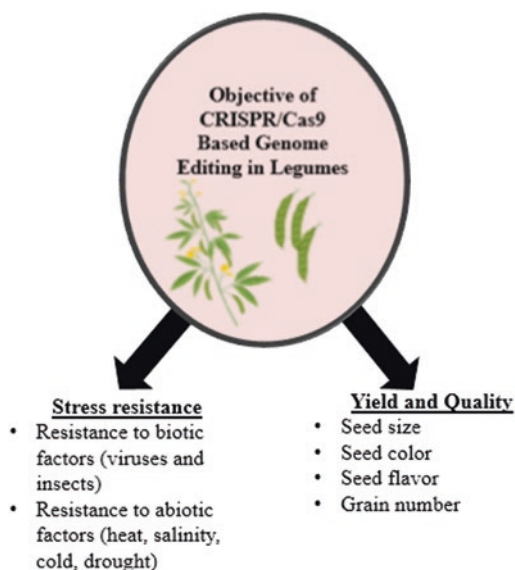 Objective of
CRISPR/Cas9
Based Genome
Editing in Legumes
Stress resistance
• Resistance to biotic
factors (viruses and
insects)
• Resistance to abiotic
factors (heat, salinity,
cold, drought)
Yield and Quality
• Seed size
• Seed color
• Seed flavor
• Grain number